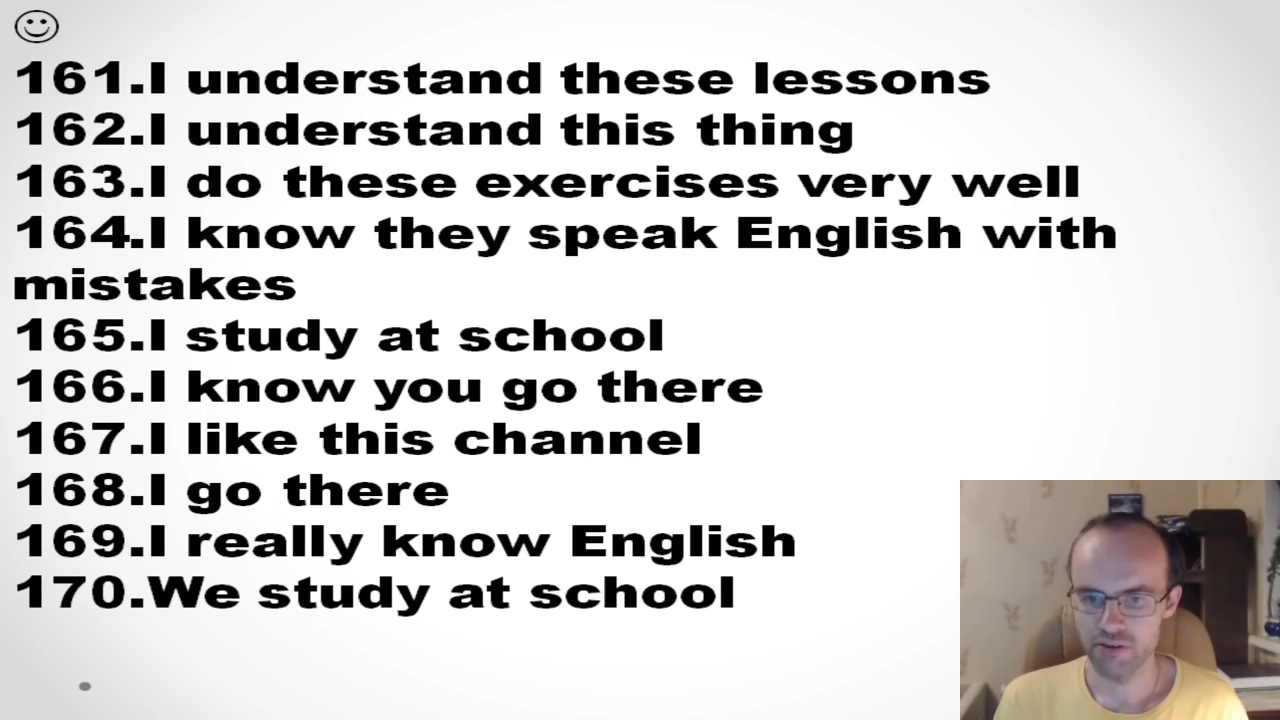 161.I understand these lessons
162.I understand this thing
163.I do these exercises very well
164.I know they speak English with
mistakes
165.I study at school
166.I know you go there
167.I like this channel
168.I go there
169.I really know English
170.We study at school